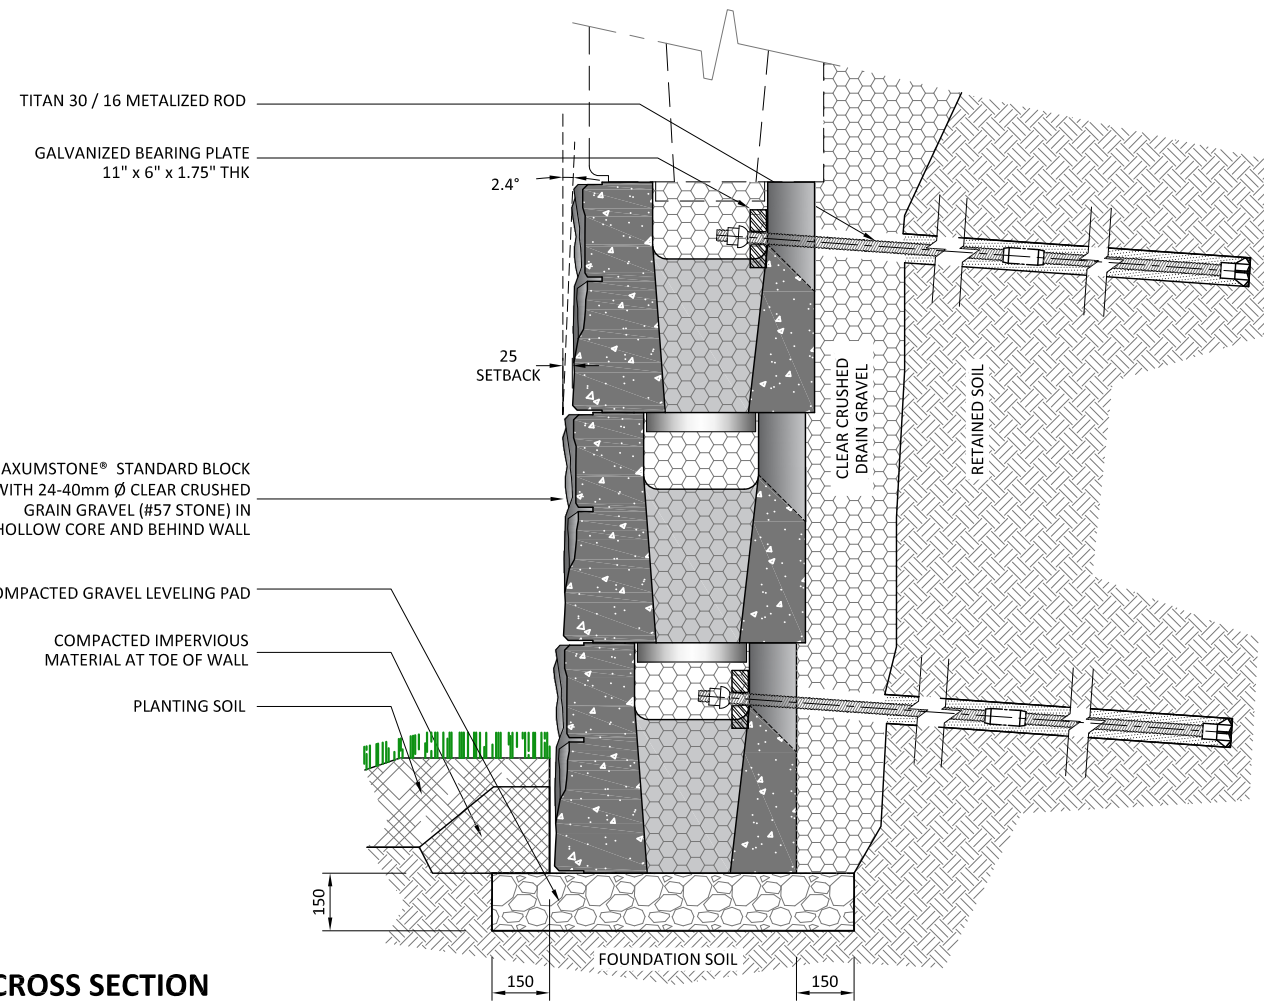 TITAN 30 / 16 METALIZED ROD
GALVANIZED BEARING PLATE
11" x 6" x 1.75" THK
2.4°
25
SETBACK
CLEAR CRUSHED
DRAIN GRAVEL
RETAINED SOIL
AXUMSTONE® STANDARD BLOCK
WITH 24-40mm Ø CLEAR CRUSHED
GRAIN GRAVEL (#57 STONE) IN
HOLLOW CORE AND BEHIND WALL
OMPACTED GRAVEL LEVELING PAD
COMPACTED IMPERVIOUS
MATERIAL AT TOE OF WALL
PLANTING SOIL
150
FOUNDATION SOIL
150
150
CROSS SECTION